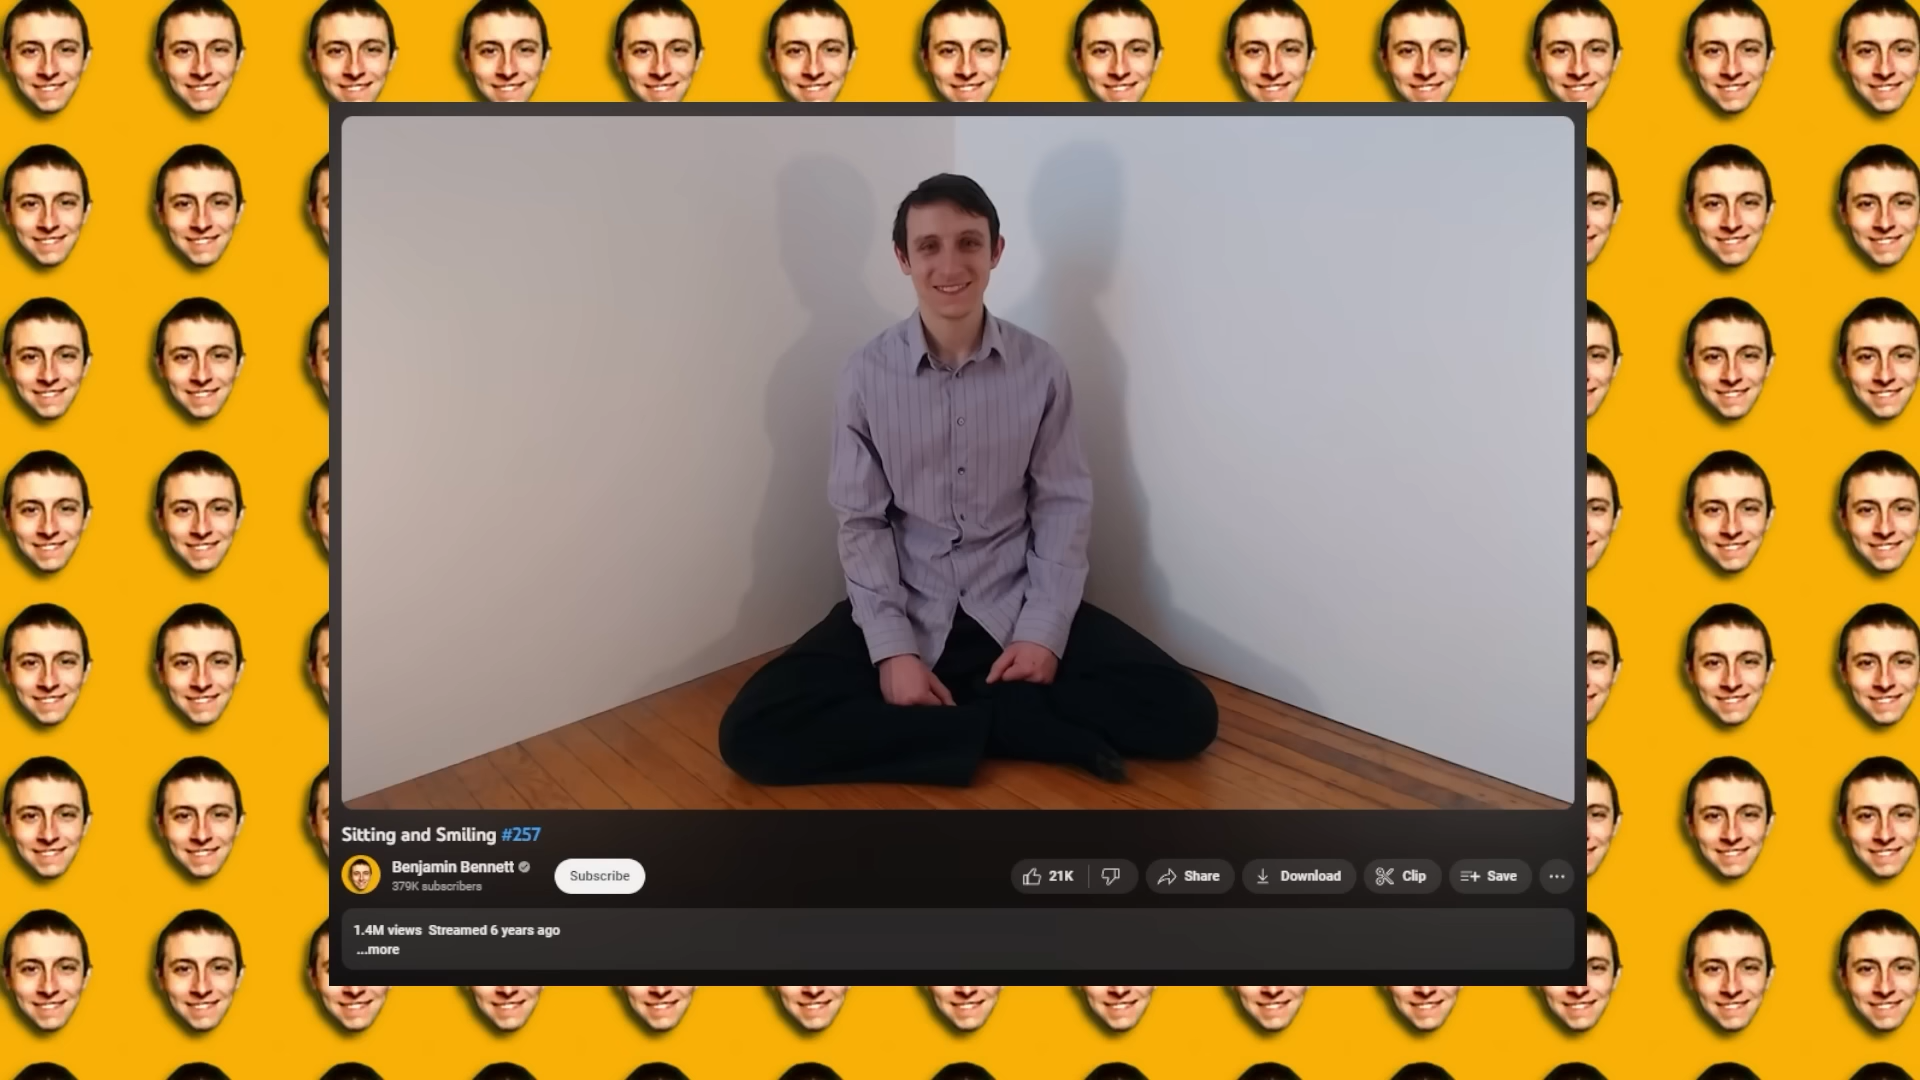 Sitting and Smiling #257
Benjamin Bennett
379K subscribers
Subscribe
21K
Share
Download
Clip
Save
1.4M views Streamed 6 years ago
...more